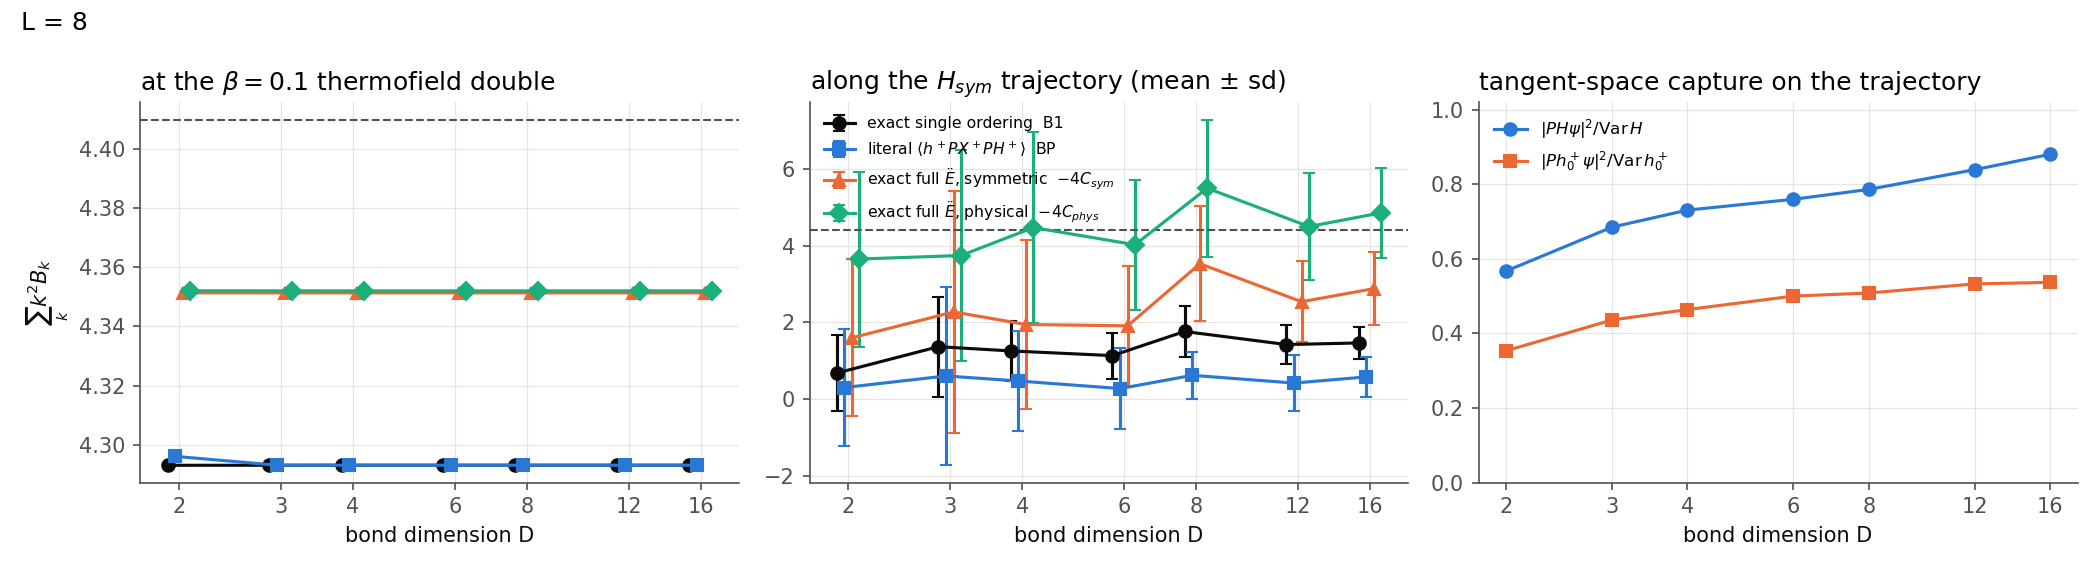 L = 8
at the β = 0.1 thermofield double
∑ₖ k²Bₖ
4.40
4.38
4.36
4.34
4.32
4.30
2 3 4 6 8 12 16
bond dimension D
along the H_sym trajectory (mean ± sd)
exact single ordering B1
literal ⟨h⁺PX⁺PH⁺⟩ BP
exact full Ë, symmetric −4C_sym
exact full Ë, physical −4C_phys
6
4
2
0
−2
2 3 4 6 8 12 16
bond dimension D
tangent-space capture on the trajectory
|PHψ|²/Var H
|Ph₀⁺ψ|²/Var h₀⁺
1.0
0.8
0.6
0.4
0.2
0.0
2 3 4 6 8 12 16
bond dimension D